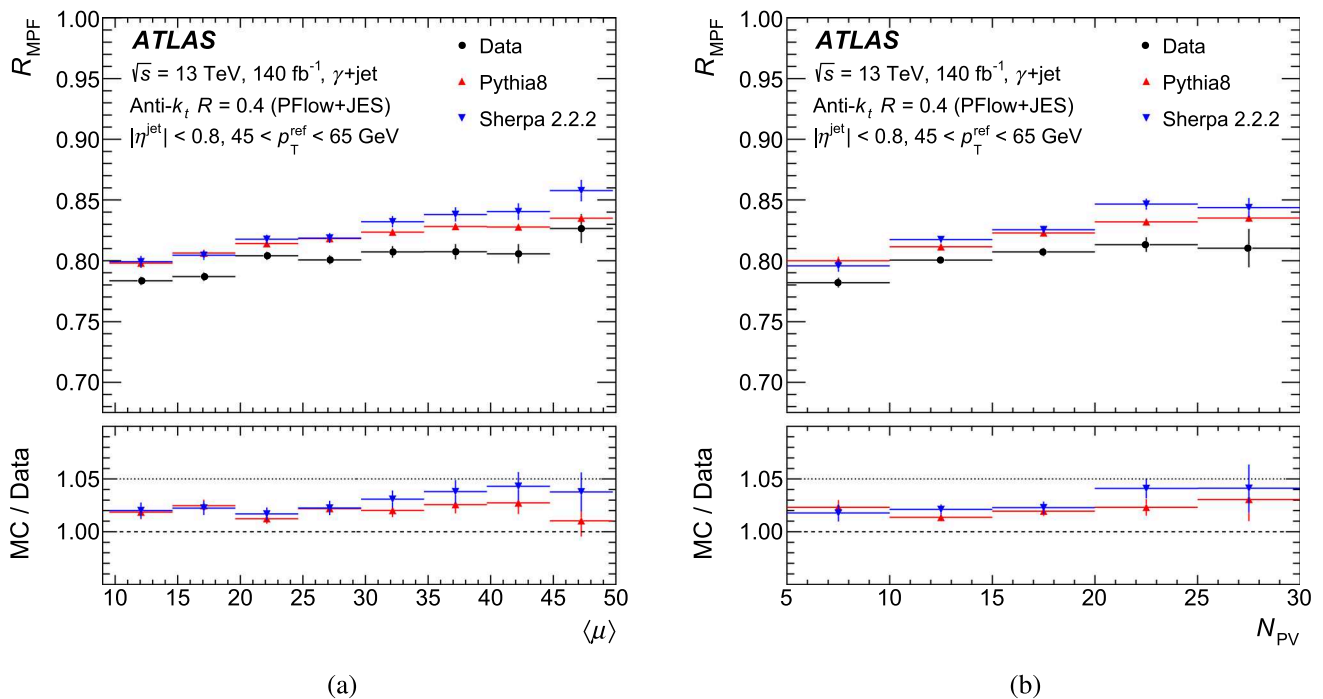 R_MPF
1.00
0.95
0.90
0.85
0.80
0.75
0.70
ATLAS
√s = 13 TeV, 140 fb⁻¹, γ+jet
Anti-k_t R = 0.4 (PFlow+JES)
|η^jet| < 0.8, 45 < p_T^ref < 65 GeV
Data
Pythia8
Sherpa 2.2.2
MC / Data
1.05
1.00
10 15 20 25 30 35 40 45 50
⟨μ⟩
(a)
R_MPF
1.00
0.95
0.90
0.85
0.80
0.75
0.70
ATLAS
√s = 13 TeV, 140 fb⁻¹, γ+jet
Anti-k_t R = 0.4 (PFlow+JES)
|η^jet| < 0.8, 45 < p_T^ref < 65 GeV
Data
Pythia8
Sherpa 2.2.2
MC / Data
1.05
1.00
5 10 15 20 25 30
N_PV
(b)